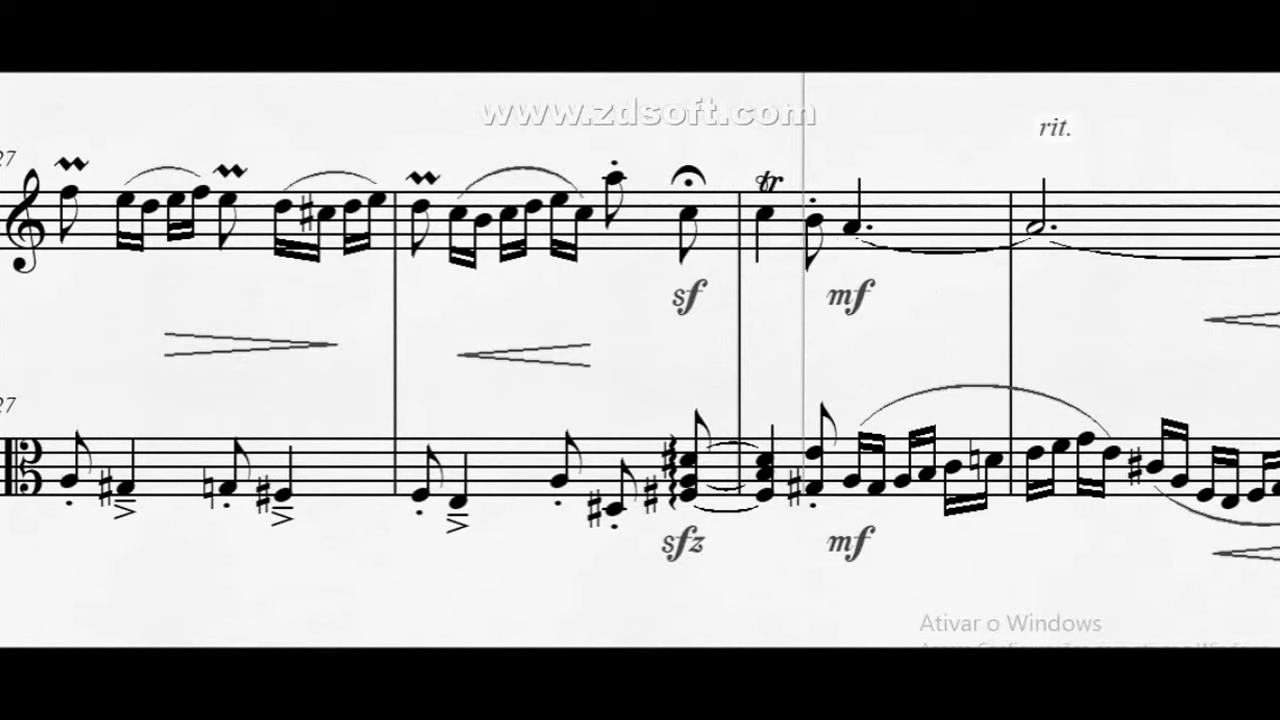 www.zdsoft.com
rit.
27
tr
sf
mf
27
sfz
mf
Ativar o Windows